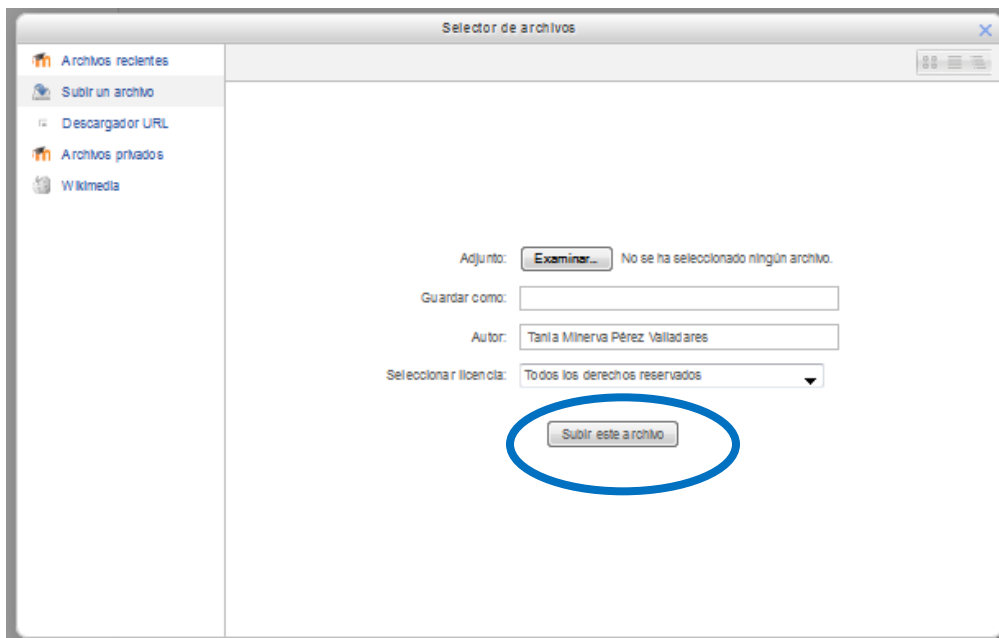 Selector de archivos
Archivos recientes
Subir un archivo
Descargador URL
Archivos privados
Wikimedia
Adjunto: Examinar... No se ha seleccionado ningún archivo.
Guardar como:
Autor: Tania Minerva Pérez Valladares
Seleccionar licencia: Todos los derechos reservados
Subir este archivo